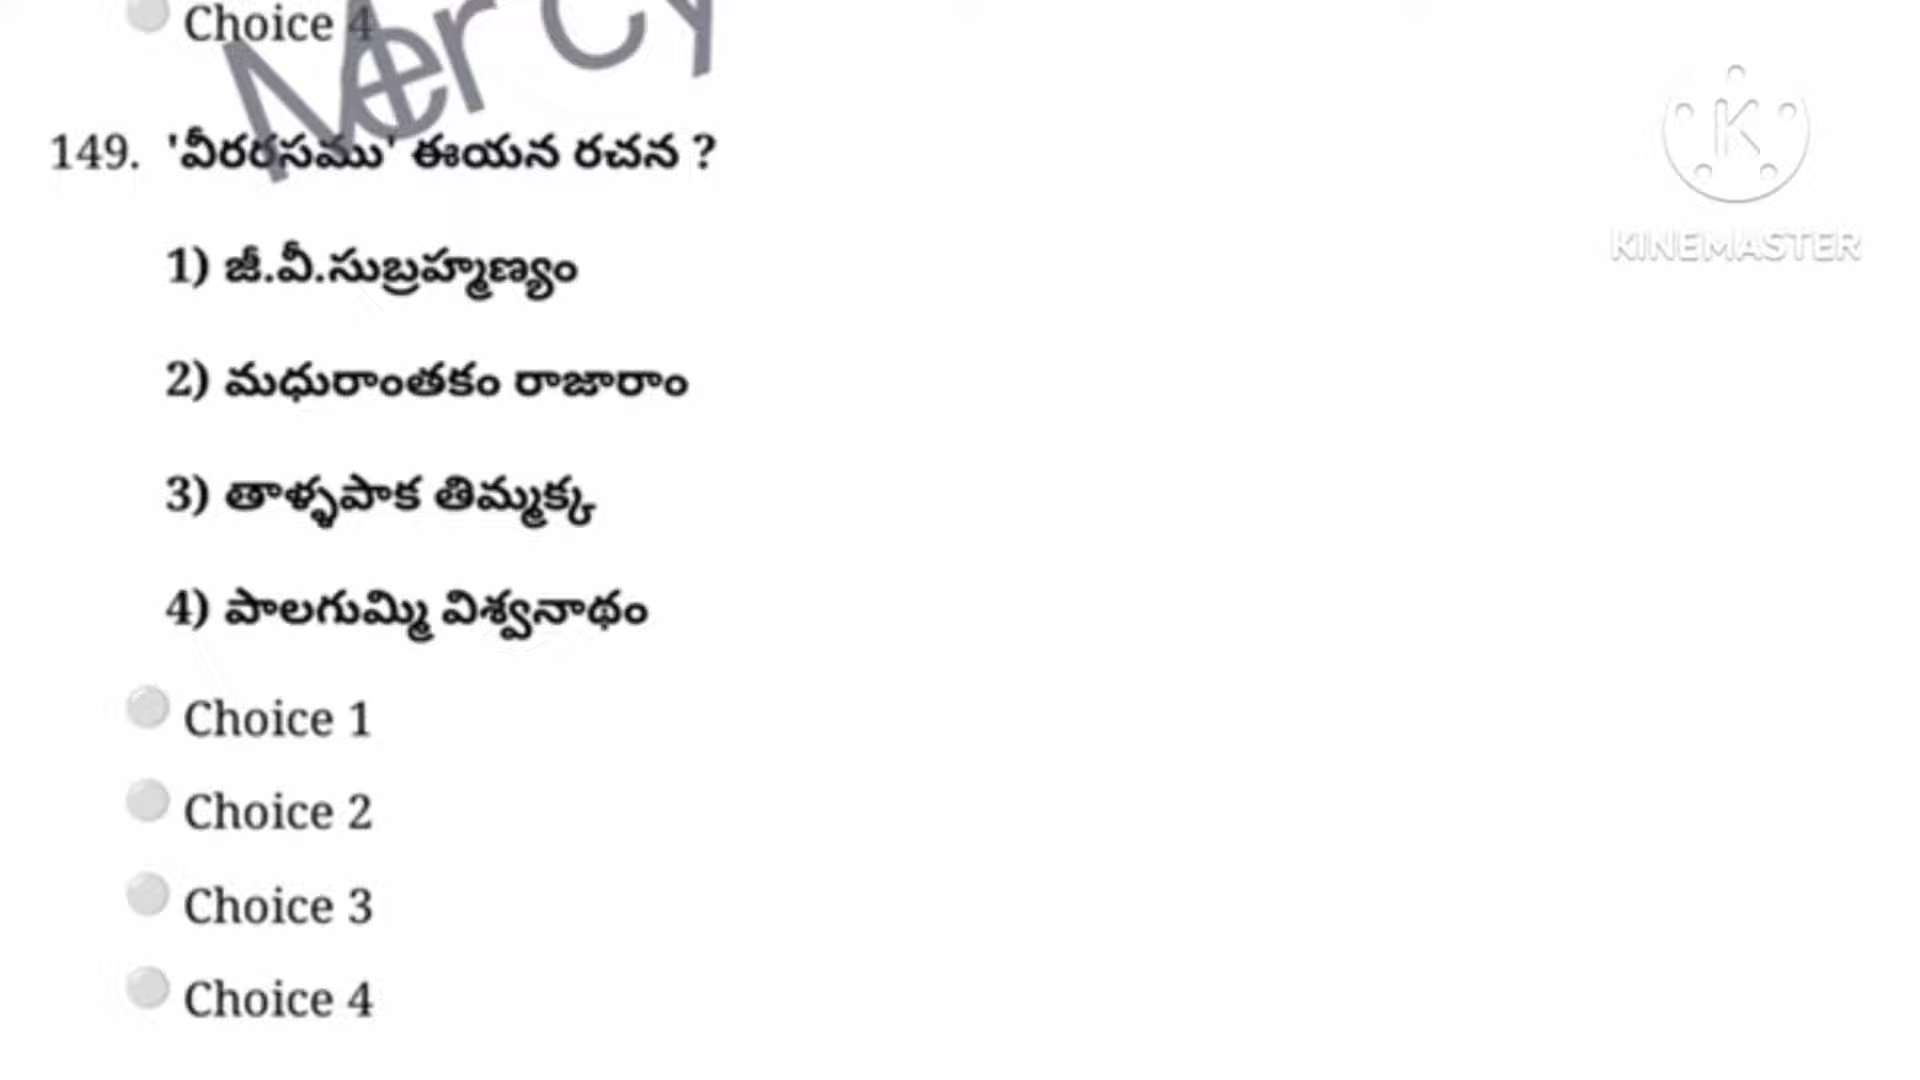 Choice 4
Mercy
149. 'వీరరసము' ఈయన రచన ?
1) జీ.వీ.సుబ్రహ్మణ్యం
2) మధురాంతకం రాజారాం
3) తాళ్ళపాక తిమ్మక్క
4) పాలగుమ్మి విశ్వనాథం
Choice 1
Choice 2
Choice 3
Choice 4
K
KINEMASTER